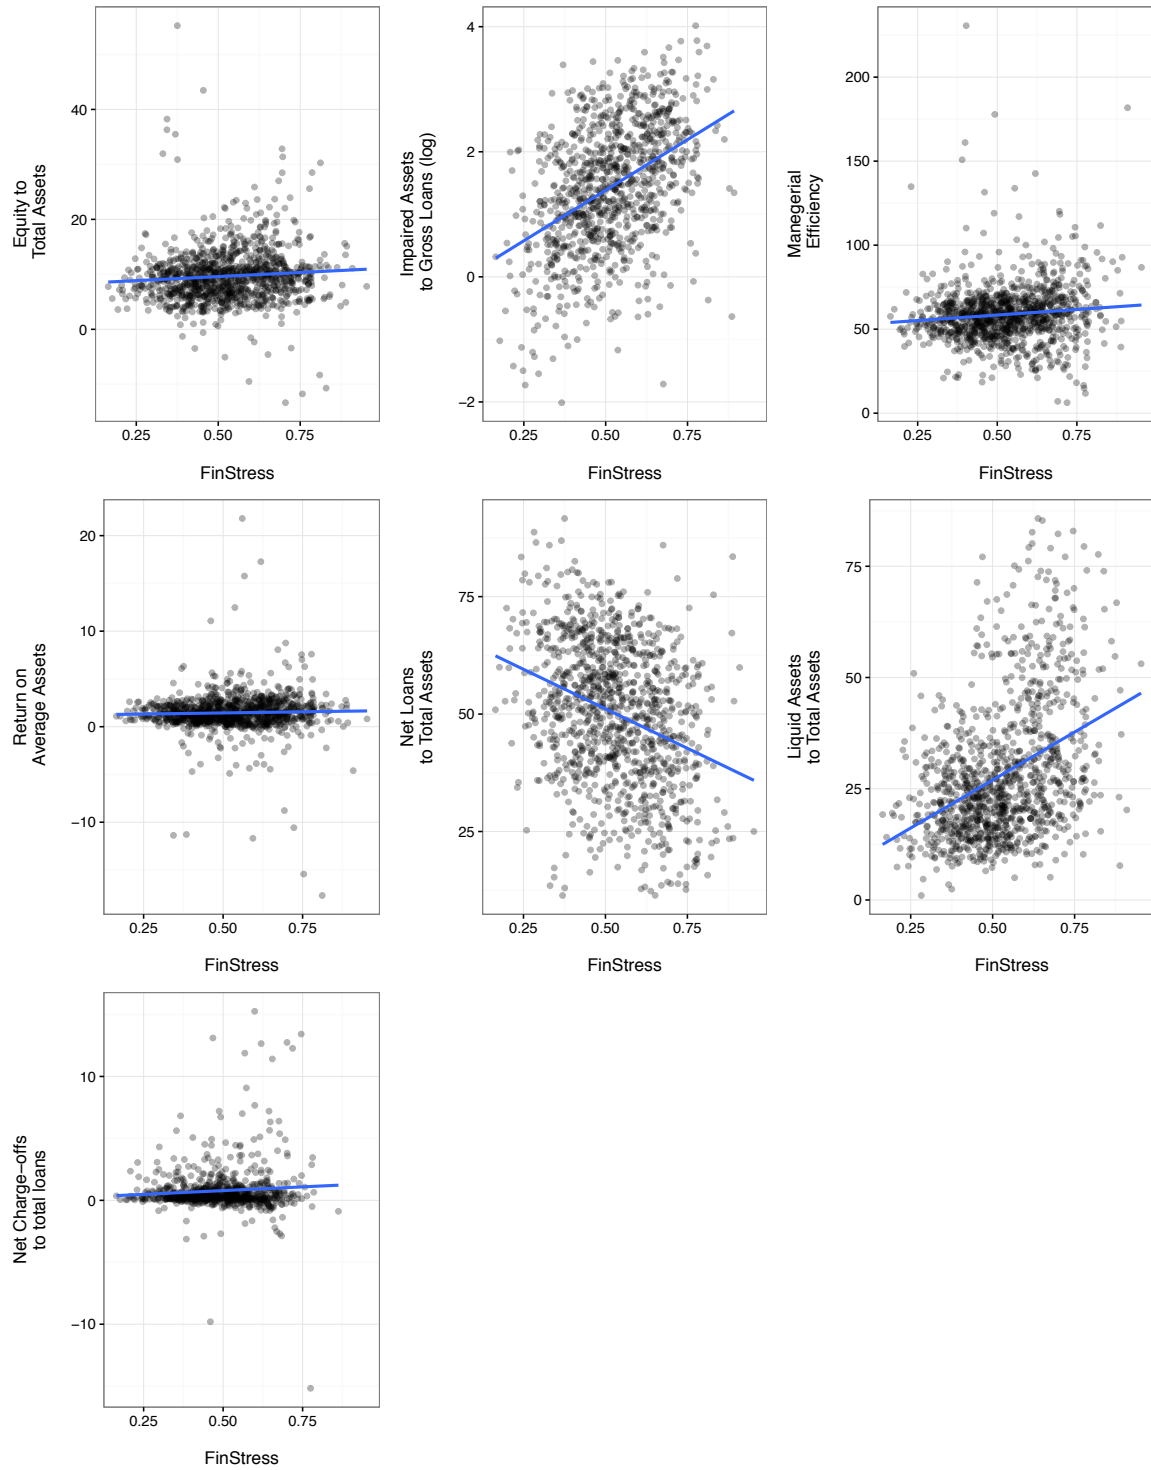 Equity to
Total Assets
40
20
0
0.25 0.50 0.75
FinStress
Impaired Assets
to Gross Loans (log)
4
2
0
−2
0.25 0.50 0.75
FinStress
Manegerial
Efficiency
200
150
100
50
0
0.25 0.50 0.75
FinStress
Return on
Average Assets
20
10
0
−10
0.25 0.50 0.75
FinStress
Net Loans
to Total Assets
75
50
25
0.25 0.50 0.75
FinStress
Liquid Assets
to Total Assets
75
50
25
0
0.25 0.50 0.75
FinStress
Net Charge−offs
to total loans
10
0
−10
0.25 0.50 0.75
FinStress